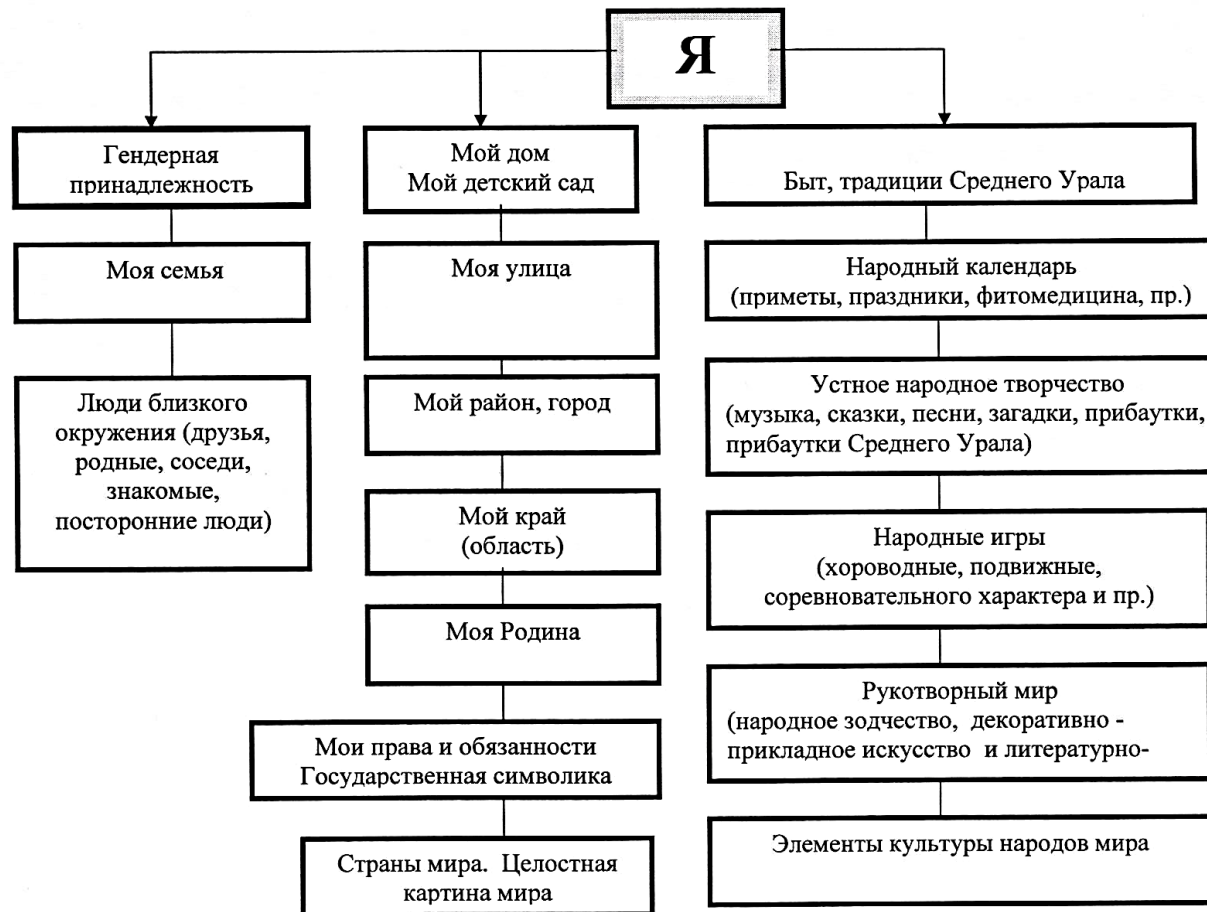 Я
Гендерная
принадлежность
Моя семья
Люди близкого
окружения (друзья,
родные, соседи,
знакомые,
посторонние люди)
Мой дом
Мой детский сад
Моя улица
Мой район, город
Мой край
(область)
Моя Родина
Мои права и обязанности
Государственная символика
Страны мира. Целостная
картина мира
Быт, традиции Среднего Урала
Народный календарь
(приметы, праздники, фитомедицина, пр.)
Устное народное творчество
(музыка, сказки, песни, загадки, прибаутки,
прибаутки Среднего Урала)
Народные игры
(хороводные, подвижные,
соревновательного характера и пр.)
Рукотворный мир
(народное зодчество, декоративно -
прикладное искусство и литературно-
Элементы культуры народов мира